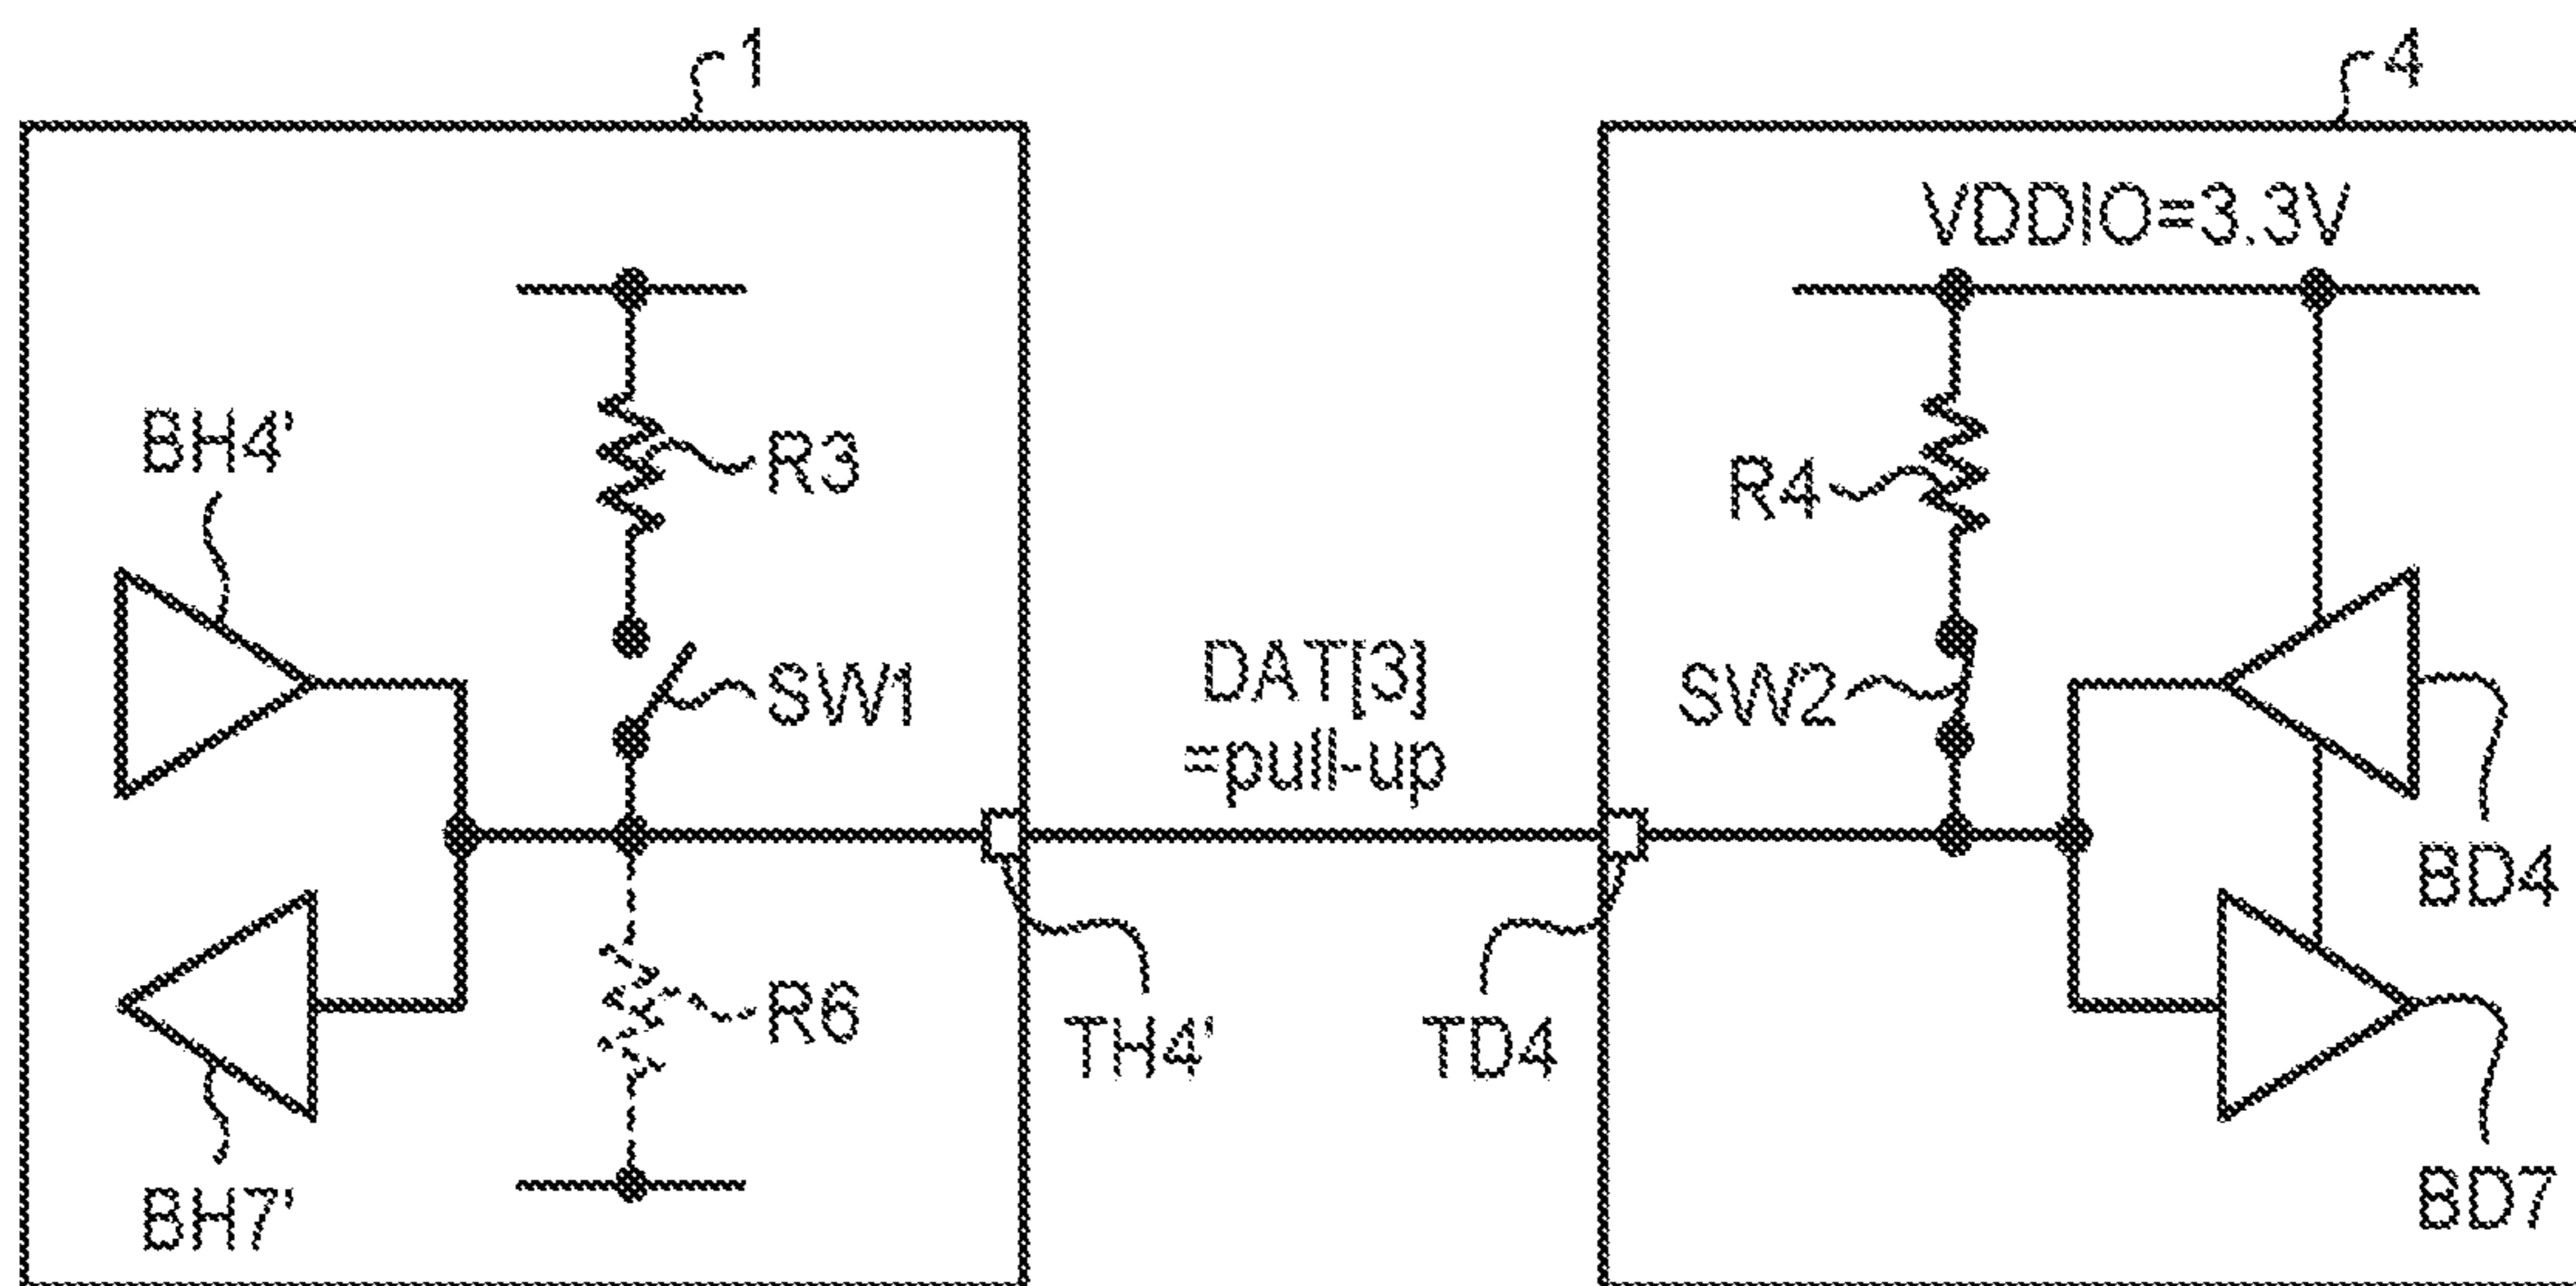 1
4
VDDIO=3.3V
BH4'
R3
R4
SW1
DAT[3]
=pull-up
SW2
BD4
R6
TH4'
TD4
BH7'
BD7